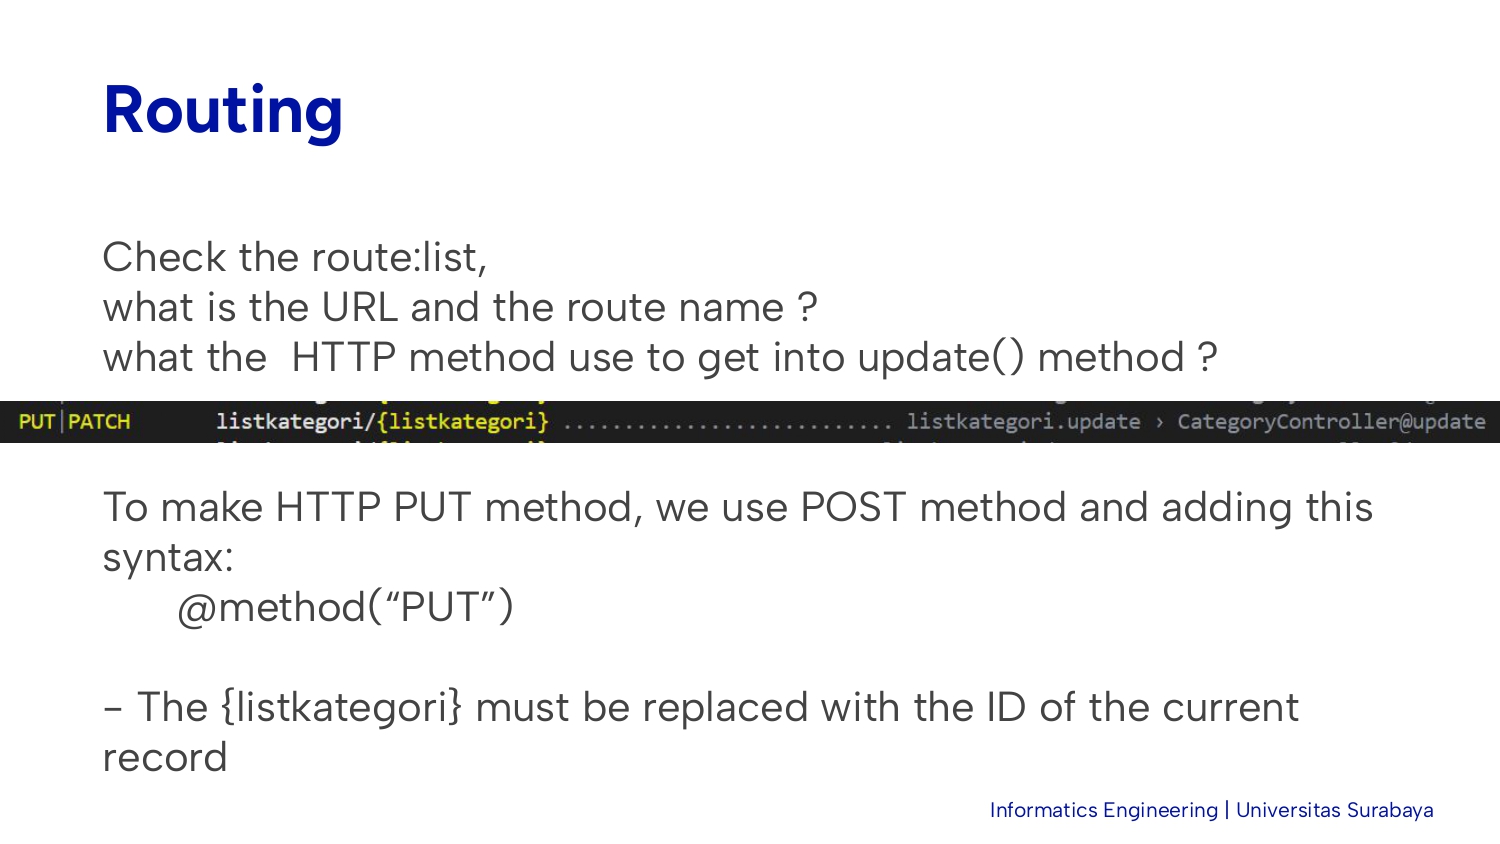 Routing
Check the route:list,
what is the URL and the route name ?
what the  HTTP method use to get into update() method ?
PUT|PATCH listkategori/{listkategori} ........................... listkategori.update › CategoryController@update
To make HTTP PUT method, we use POST method and adding this
syntax:
@method(“PUT”)
- The {listkategori} must be replaced with the ID of the current
record
Informatics Engineering | Universitas Surabaya